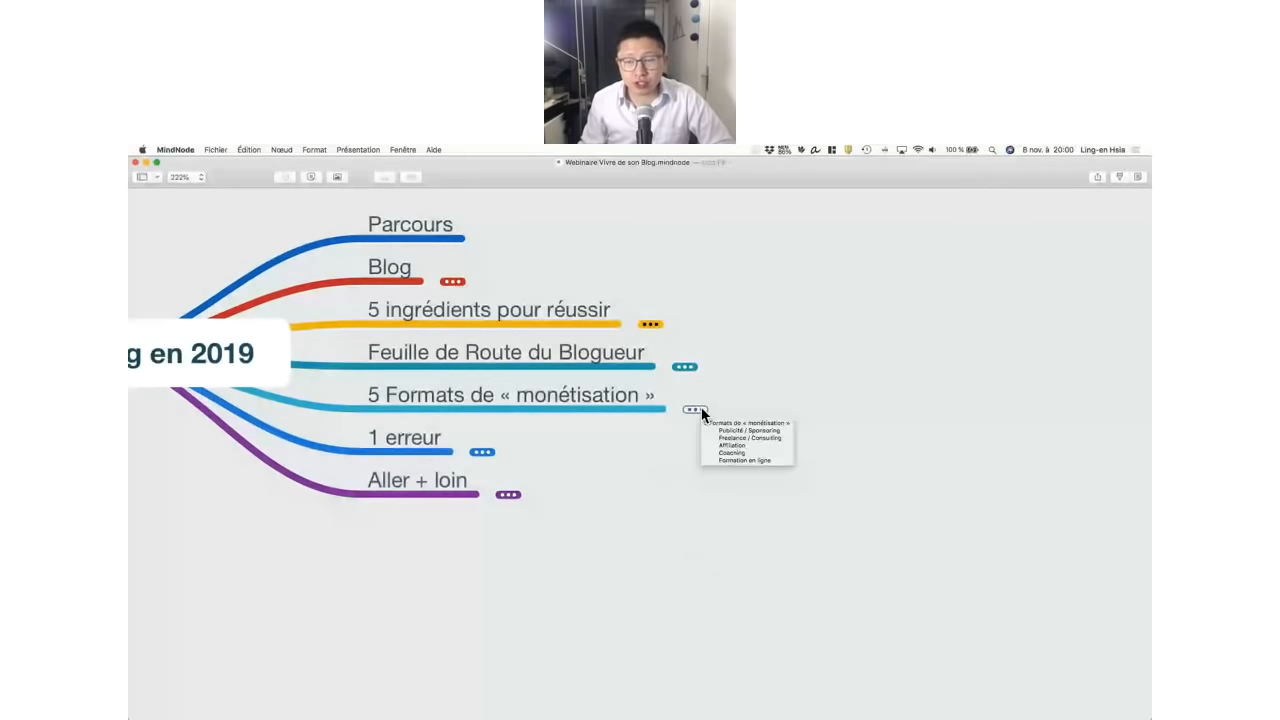 MindNode Fichier Édition Nœud Format Présentation Fenêtre Aide
100 % 8 nov. à 20:00 Ling-en Hsia
Webinaire Vivre de son Blog.mindnode
222%
Parcours
Blog
5 ingrédients pour réussir
g en 2019
Feuille de Route du Blogueur
5 Formats de « monétisation »
Formats de « monétisation »
Publicité / Sponsoring
Freelance / Consulting
Affiliation
Coaching
Formation en ligne
1 erreur
Aller + loin